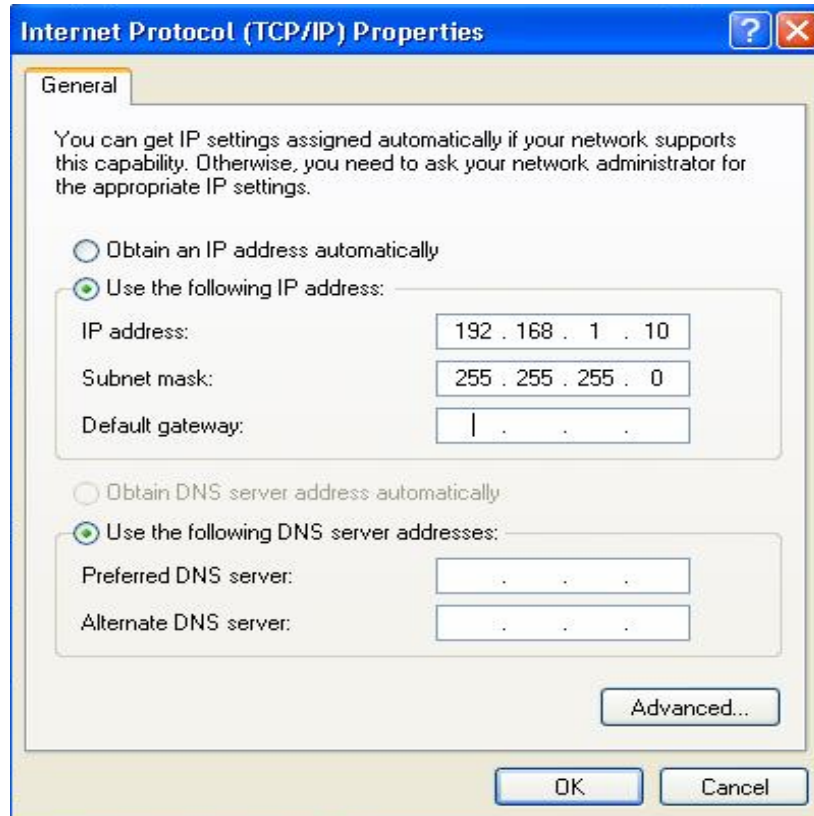 Internet Protocol (TCP/IP) Properties
General
You can get IP settings assigned automatically if your network supports
this capability. Otherwise, you need to ask your network administrator for
the appropriate IP settings.
Obtain an IP address automatically
Use the following IP address:
IP address: 192 . 168 . 1 . 10
Subnet mask: 255 . 255 . 255 . 0
Default gateway: . . .
Obtain DNS server address automatically
Use the following DNS server addresses:
Preferred DNS server: . . .
Alternate DNS server: . . .
Advanced...
OK Cancel